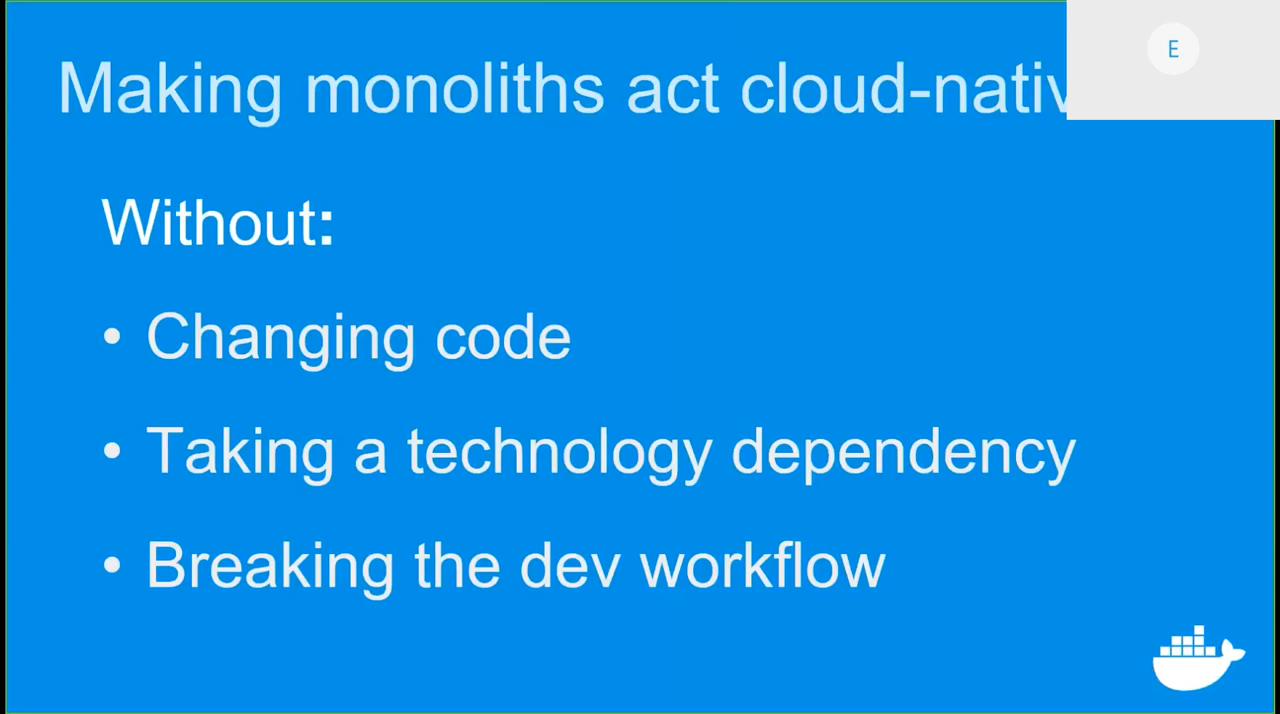 Making monoliths act cloud-nativ
E
Without:
• Changing code
• Taking a technology dependency
• Breaking the dev workflow